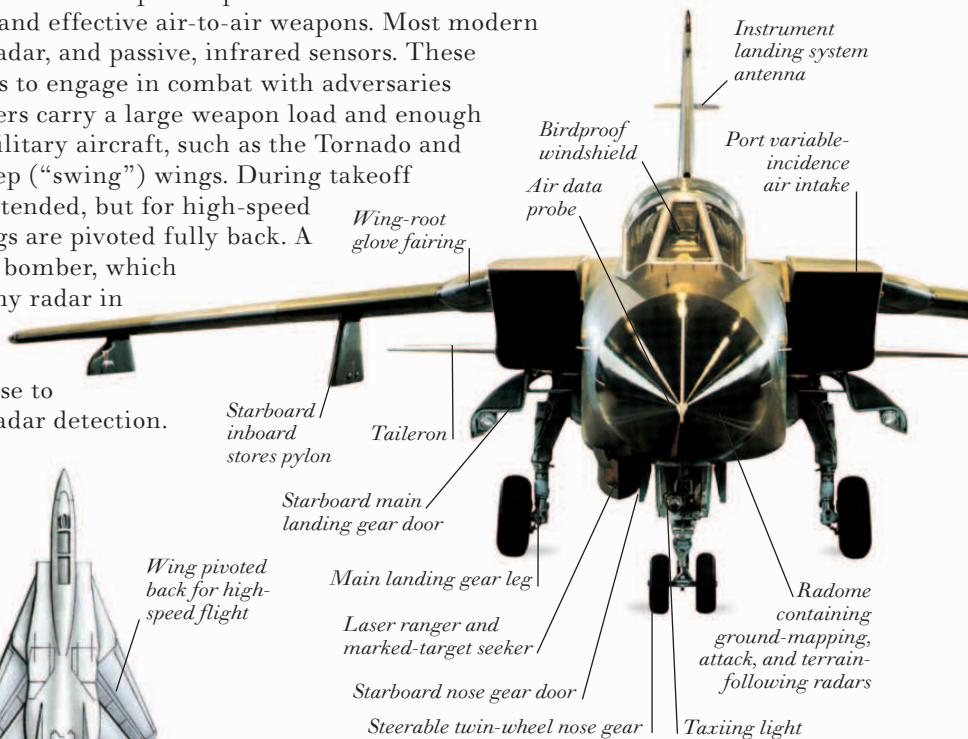 and effective air-to-air weapons. Most modern
adar, and passive, infrared sensors. These
s to engage in combat with adversaries
ers carry a large weapon load and enough
ilitary aircraft, such as the Tornado and
ep (“swing”) wings. During takeoff
tended, but for high-speed
gs are pivoted fully back. A
bomber, which
ny radar in
se to
adar detection.
Instrument
landing system
antenna
Birdproof
windshield
Port variable-
incidence
air intake
Air data
probe
Wing-root
glove fairing
Starboard
inboard
stores pylon
Taileron
Starboard main
landing gear door
Wing pivoted
back for high-
speed flight
Main landing gear leg
Laser ranger and
marked-target seeker
Starboard nose gear door
Steerable twin-wheel nose gear
Taxiing light
Radome
containing
ground-mapping,
attack, and terrain-
following radars